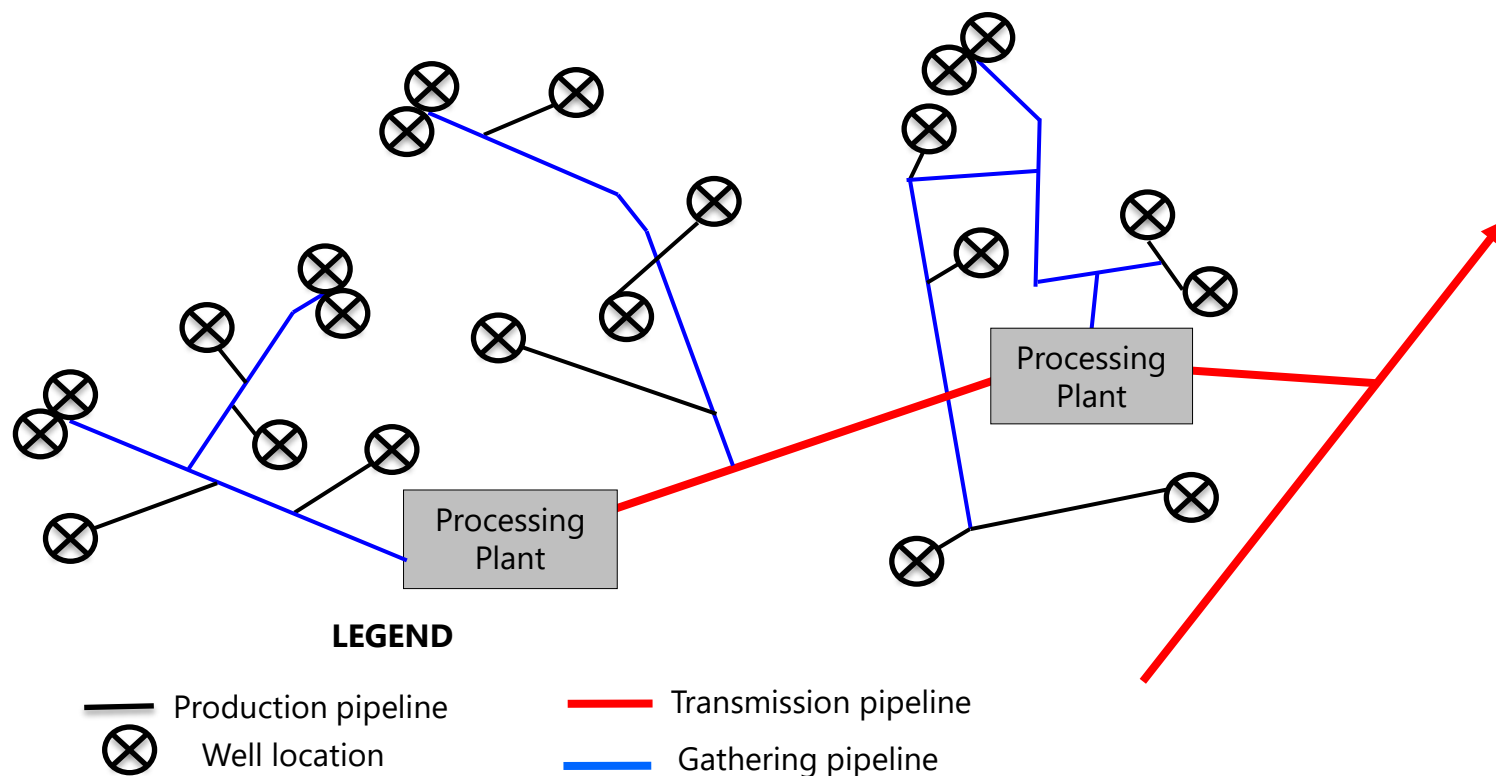 Processing
Plant
Processing
Plant
LEGEND
Production pipeline
Transmission pipeline
Well location
Gathering pipeline